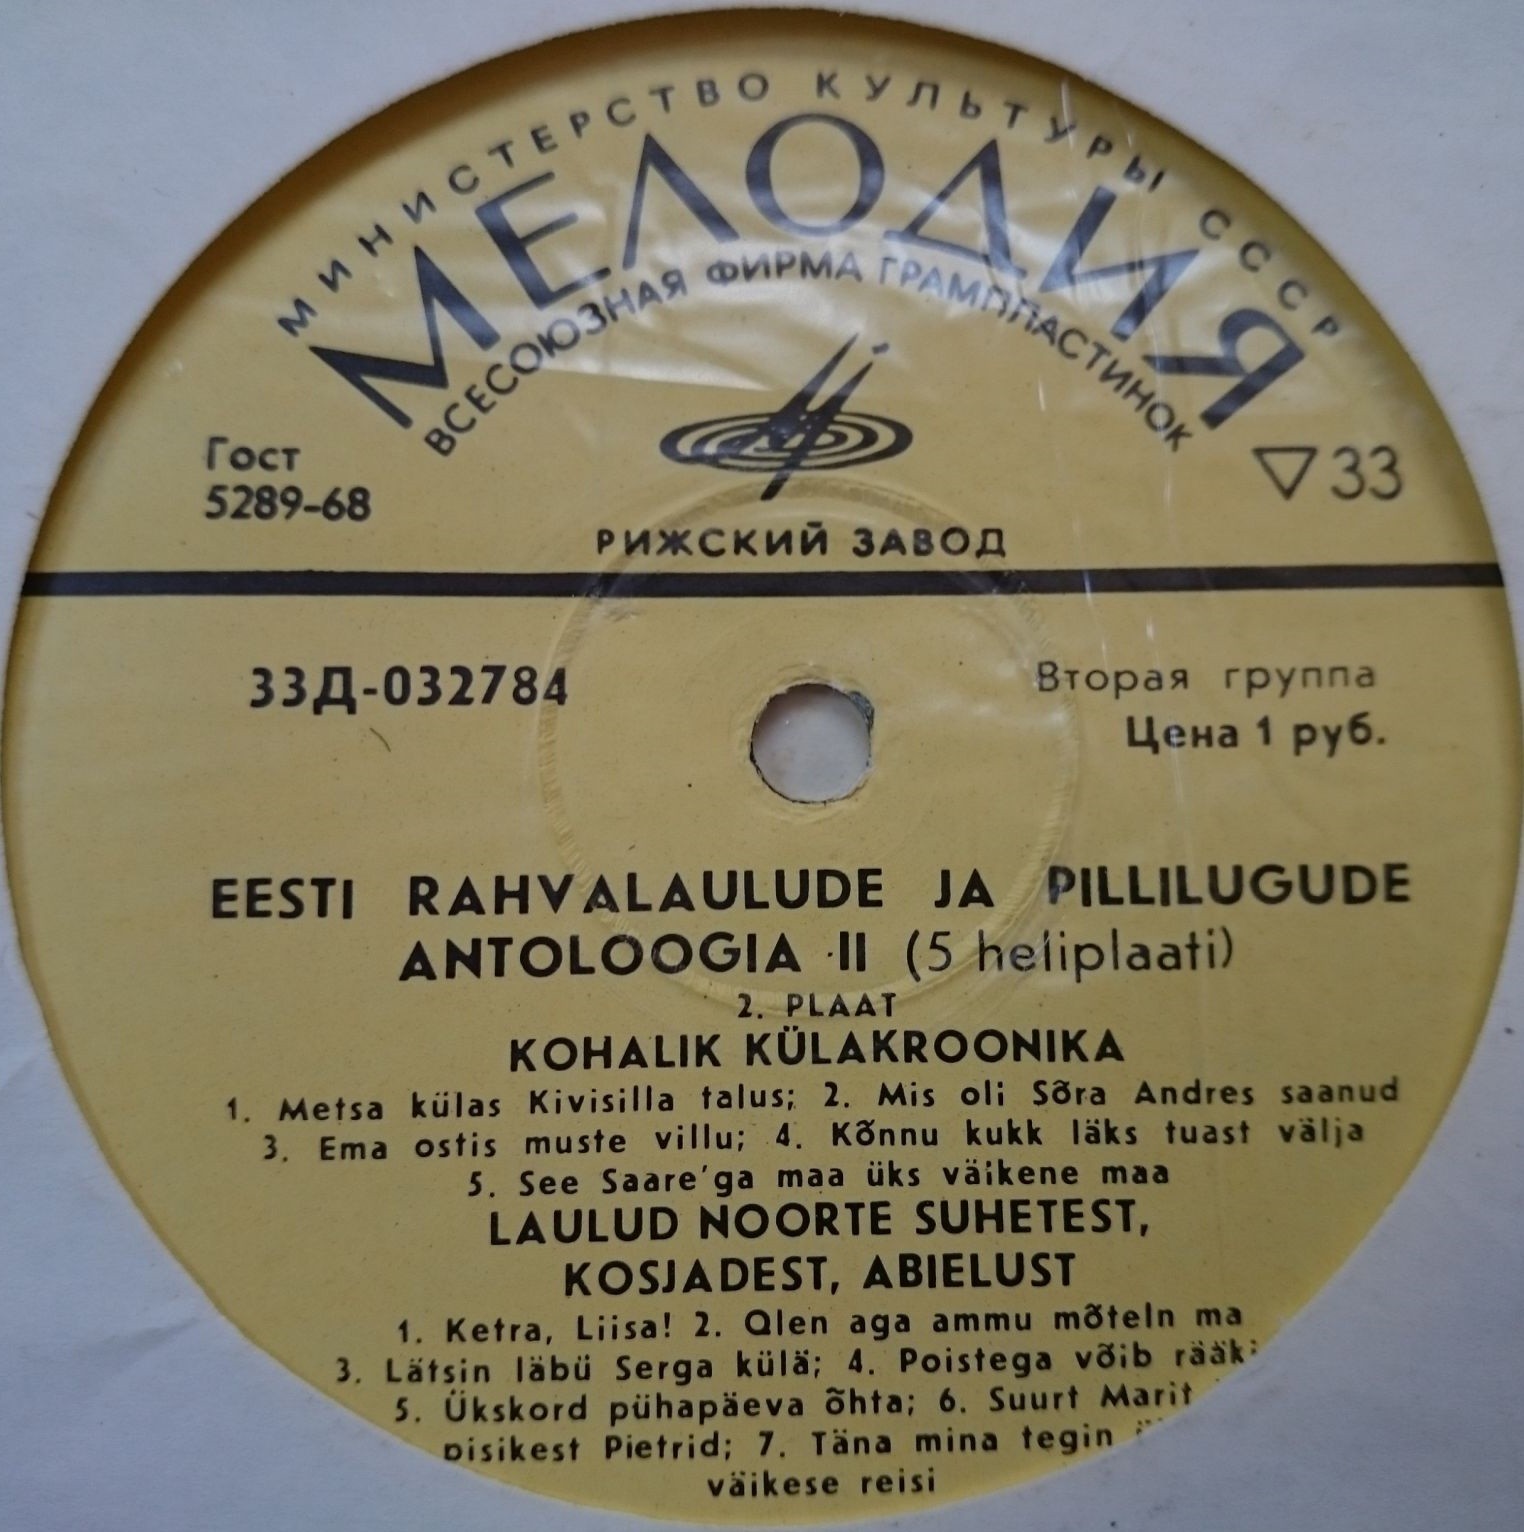 МИНИСТЕРСТВО КУЛЬТУРЫ СССР
МЕЛОДИЯ
ВСЕСОЮЗНАЯ ФИРМА ГРАМПЛАСТИНОК
Гост
5289-68
33
РИЖСКИЙ ЗАВОД
33Д-032784
Вторая группа
Цена 1 руб.
EESTI RAHVALAULUDE JA PILLILUGUDE
ANTOLOOGIA II (5 heliplaati)
2. PLAAT
KOHALIK KÜLAKROONIKA
1. Metsa külas Kivisilla talus; 2. Mis oli Sõra Andres saanud
3. Ema ostis muste villu; 4. Kõnnu kukk läks tuast välja
5. See Saare'ga maa üks väikene maa
LAULUD NOORTE SUHETEST,
KOSJADEST, ABIELUST
1. Ketra, Liisa! 2. Olen aga ammu mõteln ma
3. Lätsin läbü Serga külä; 4. Poistega võib
5. Ükskord pühapäeva õhta; 6. Suurt Marit
pisikest Pietrid; 7. Täna mina tegin
väikese reisi